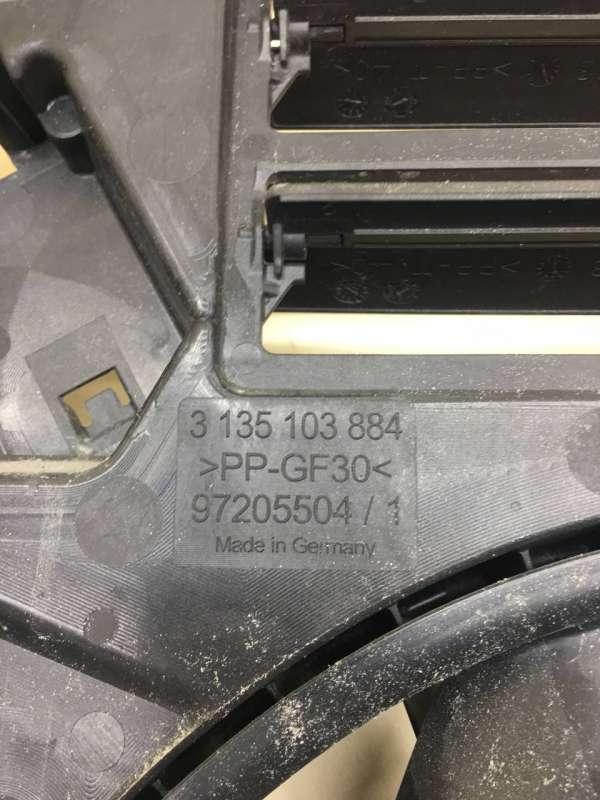 3 135 103 884
>PP-GF30<
97205504 / 1
Made in Germany